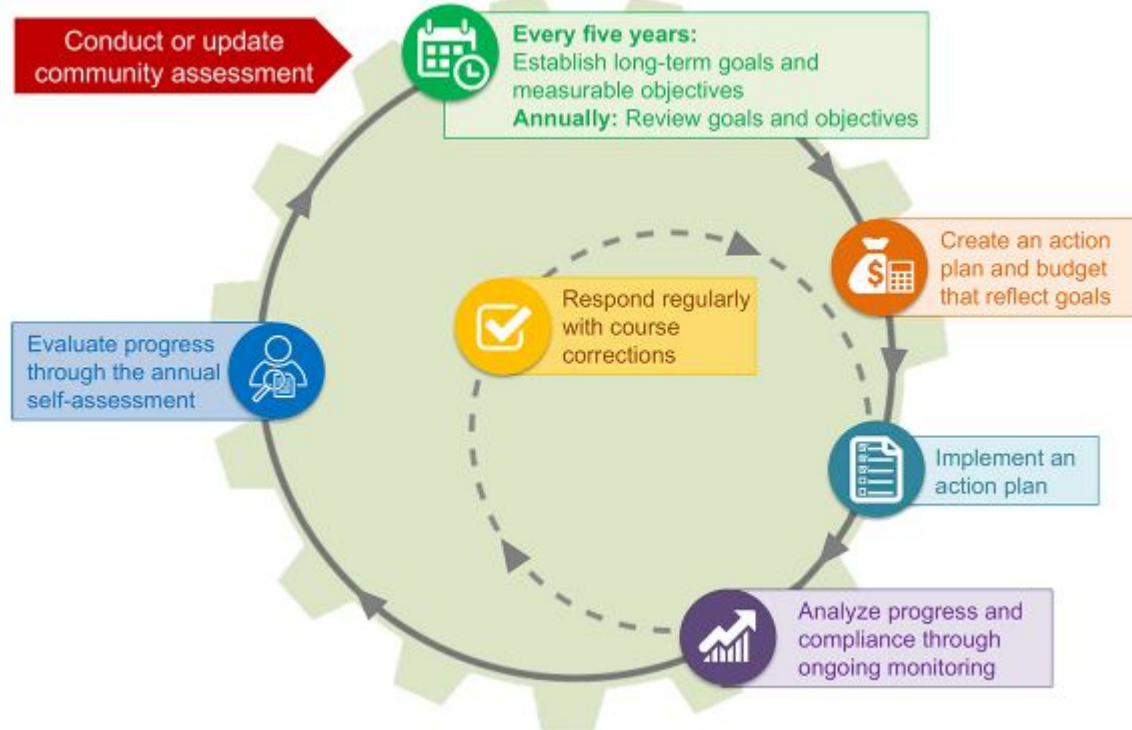 Conduct or update
community assessment
Every five years:
Establish long-term goals and
measurable objectives
Annually: Review goals and objectives
Create an action
plan and budget
that reflect goals
Respond regularly
with course
corrections
Evaluate progress
through the annual
self-assessment
Implement an
action plan
Analyze progress and
compliance through
ongoing monitoring